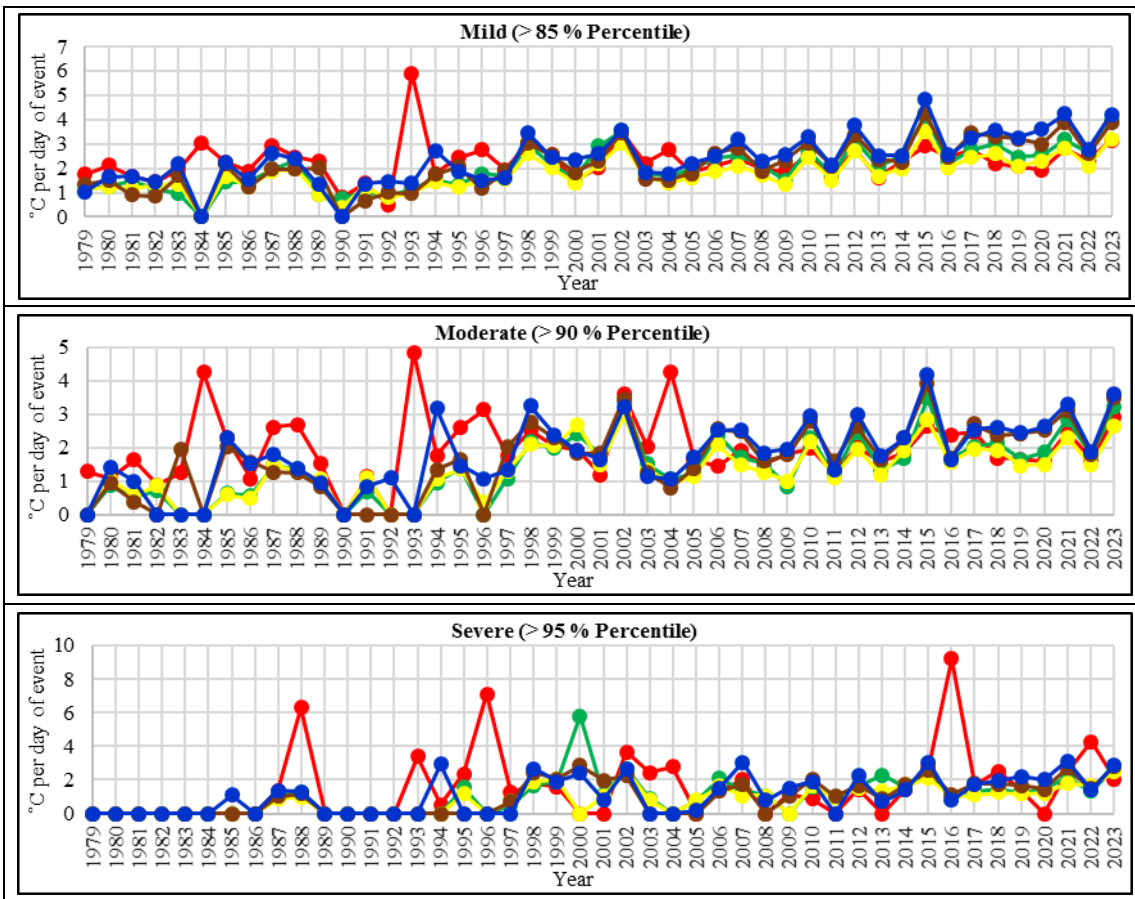 Mild (> 85 % Percentile)
°C per day of event
7
6
5
4
3
2
1
0
1979 1980 1981 1982 1983 1984 1985 1986 1987 1988 1989 1990 1991 1992 1993 1994 1995 1996 1997 1998 1999 2000 2001 2002 2003 2004 2005 2006 2007 2008 2009 2010 2011 2012 2013 2014 2015 2016 2017 2018 2019 2020 2021 2022 2023
Year
Moderate (> 90 % Percentile)
°C per day of event
5
4
3
2
1
0
1979 1980 1981 1982 1983 1984 1985 1986 1987 1988 1989 1990 1991 1992 1993 1994 1995 1996 1997 1998 1999 2000 2001 2002 2003 2004 2005 2006 2007 2008 2009 2010 2011 2012 2013 2014 2015 2016 2017 2018 2019 2020 2021 2022 2023
Year
Severe (> 95 % Percentile)
°C per day of event
10
8
6
4
2
0
1979 1980 1981 1982 1983 1984 1985 1986 1987 1988 1989 1990 1991 1992 1993 1994 1995 1996 1997 1998 1999 2000 2001 2002 2003 2004 2005 2006 2007 2008 2009 2010 2011 2012 2013 2014 2015 2016 2017 2018 2019 2020 2021 2022 2023
Year